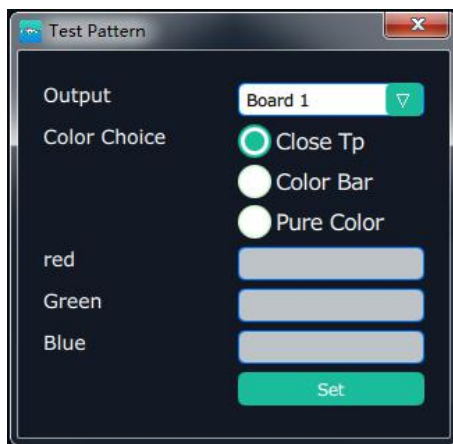 Test Pattern
Output
Board 1
Color Choice
Close Tp
Color Bar
Pure Color
red
Green
Blue
Set